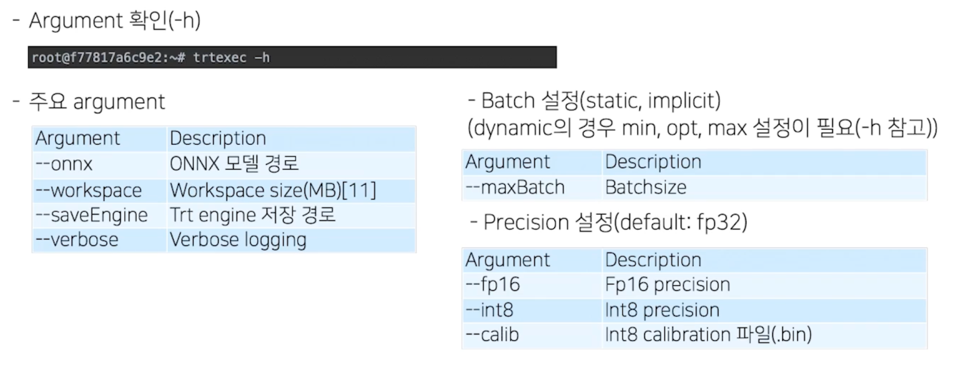 - Argument 확인(-h)
root@f77817a6c9e2:~# trtexec -h
- 주요 argument
Argument Description
--onnx ONNX 모델 경로
--workspace Workspace size(MB)[11]
--saveEngine Trt engine 저장 경로
--verbose Verbose logging
- Batch 설정(static, implicit)
(dynamic의 경우 min, opt, max 설정이 필요(-h 참고))
Argument Description
--maxBatch Batchsize
- Precision 설정(default: fp32)
Argument Description
--fp16 Fp16 precision
--int8 Int8 precision
--calib Int8 calibration 파일(.bin)